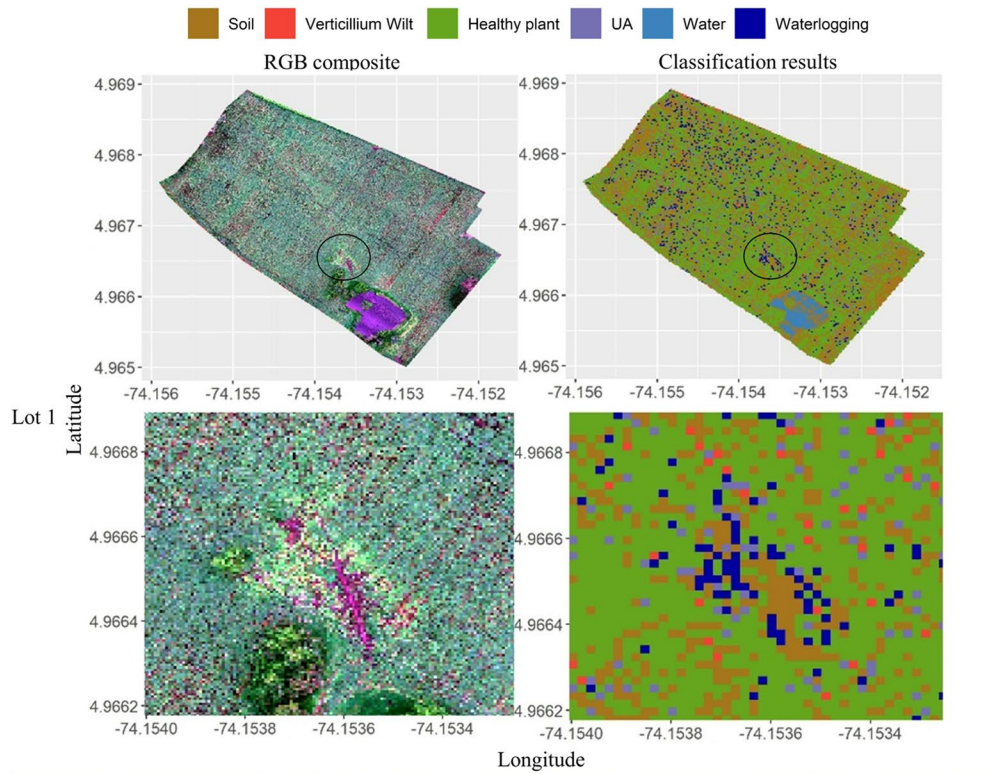 Soil Verticillium Wilt Healthy plant UA Water Waterlogging
RGB composite Classification results
4.969 4.969
4.968 4.968
4.967 4.967
4.966 4.966
4.965 4.965
-74.156 -74.155 -74.154 -74.153 -74.152 -74.156 -74.155 -74.154 -74.153 -74.152
Lot 1
Latitude
4.9668 4.9668
4.9666 4.9666
4.9664 4.9664
4.9662 4.9662
-74.1540 -74.1538 -74.1536 -74.1534 -74.1540 -74.1538 -74.1536 -74.1534
Longitude